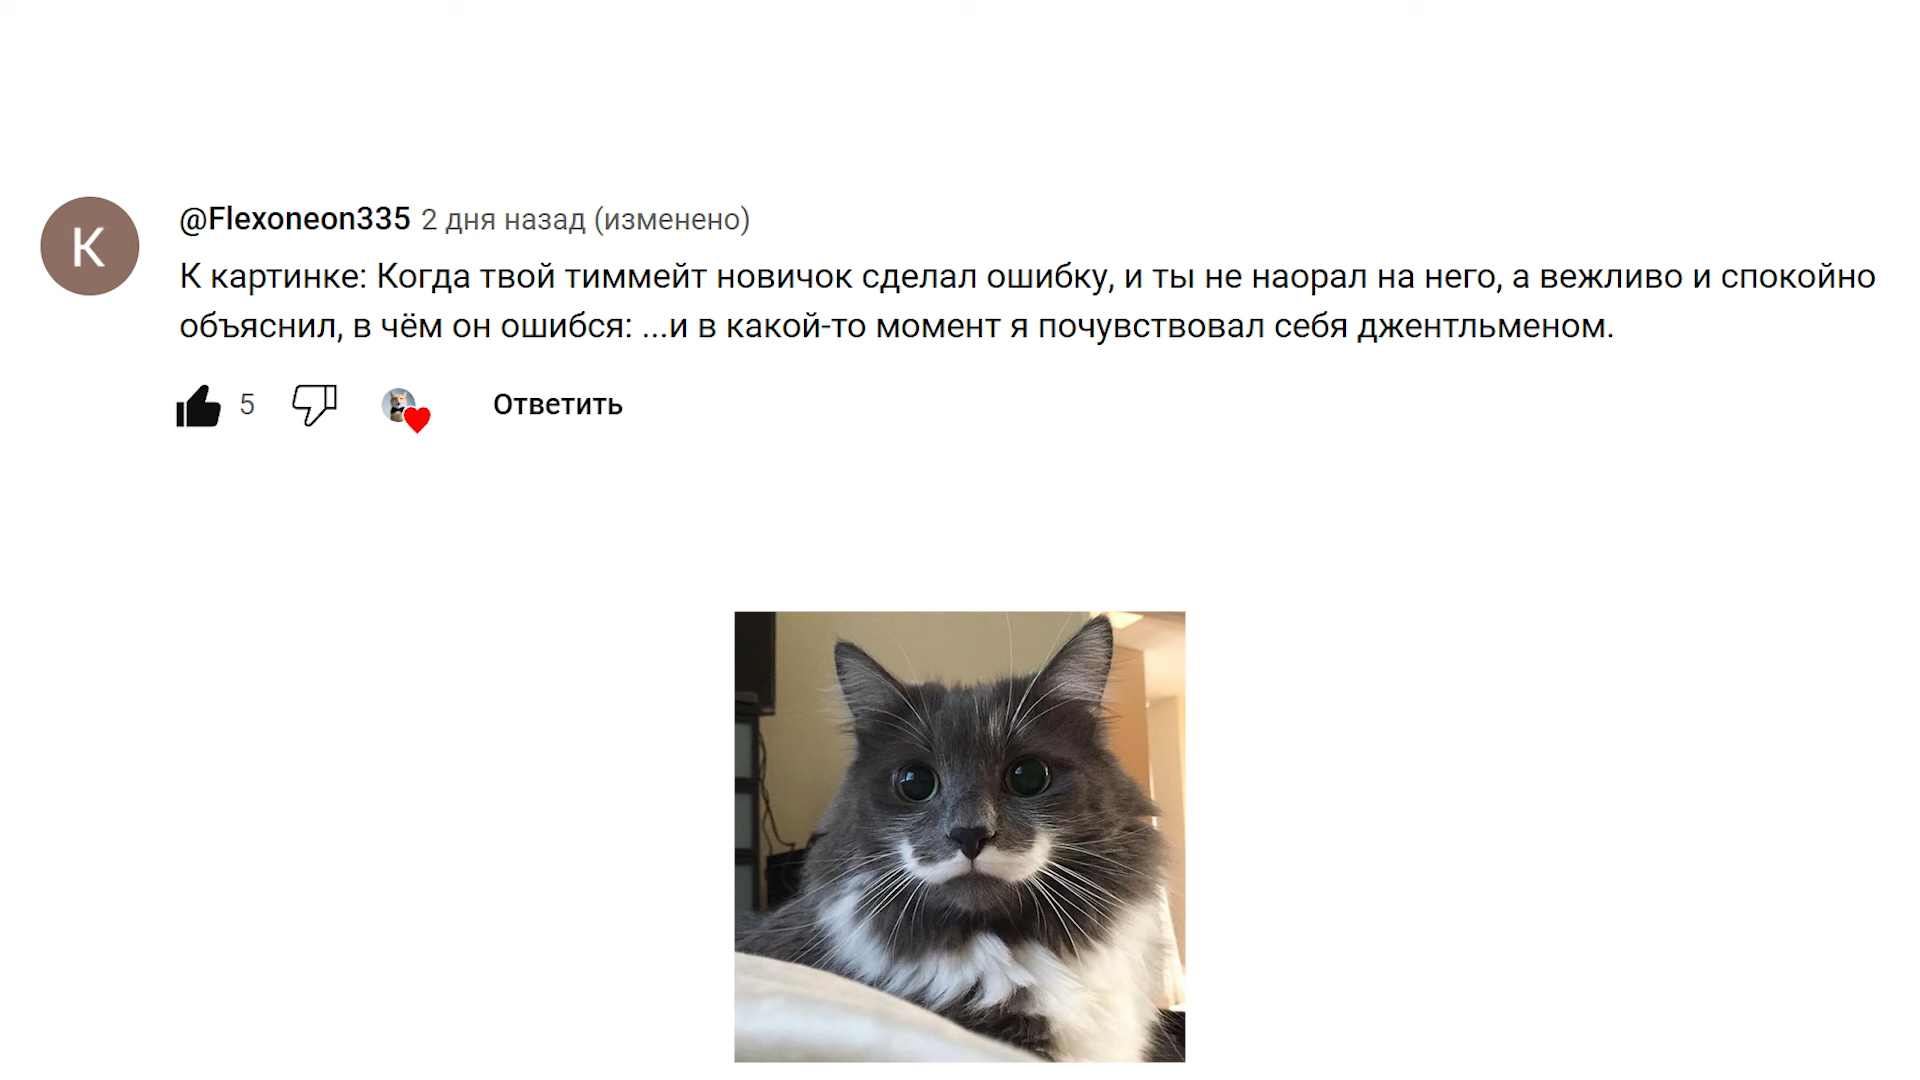 К
@Flexoneon335 2 дня назад (изменено)
К картинке: Когда твой тиммейт новичок сделал ошибку, и ты не наорал на него, а вежливо и спокойно
объяснил, в чём он ошибся: ...и в какой-то момент я почувствовал себя джентльменом.
5 Ответить